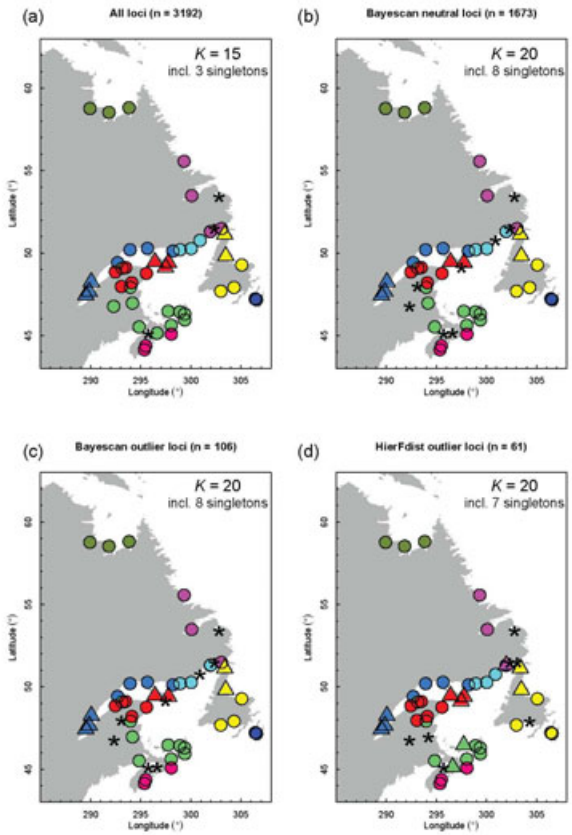 (a)
All loci (n = 3192)
K = 15
incl. 3 singletons
60
55
50
45
Latitude (°)
290 295 300 305
Longitude (°)
(b)
Bayescan neutral loci (n = 1673)
K = 20
incl. 8 singletons
60
55
50
45
Latitude (°)
290 295 300 305
Longitude (°)
(c)
Bayescan outlier loci (n = 106)
K = 20
incl. 8 singletons
60
55
50
45
Latitude (°)
290 295 300 305
Longitude (°)
(d)
HierFdist outlier loci (n = 61)
K = 20
incl. 7 singletons
60
55
50
45
Latitude (°)
290 295 300 305
Longitude (°)